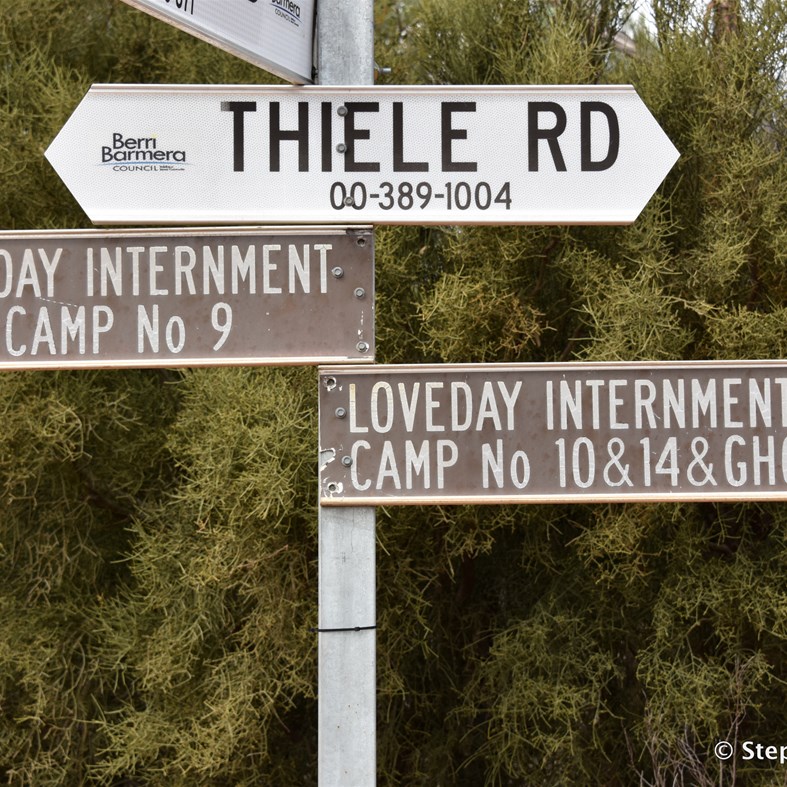 Berri
Barmera
COUNCIL
THIELE RD
00-389-1004
DAY INTERNMENT
CAMP No 9
LOVEDAY INTERNMENT
CAMP No 10&14&GH
© Step